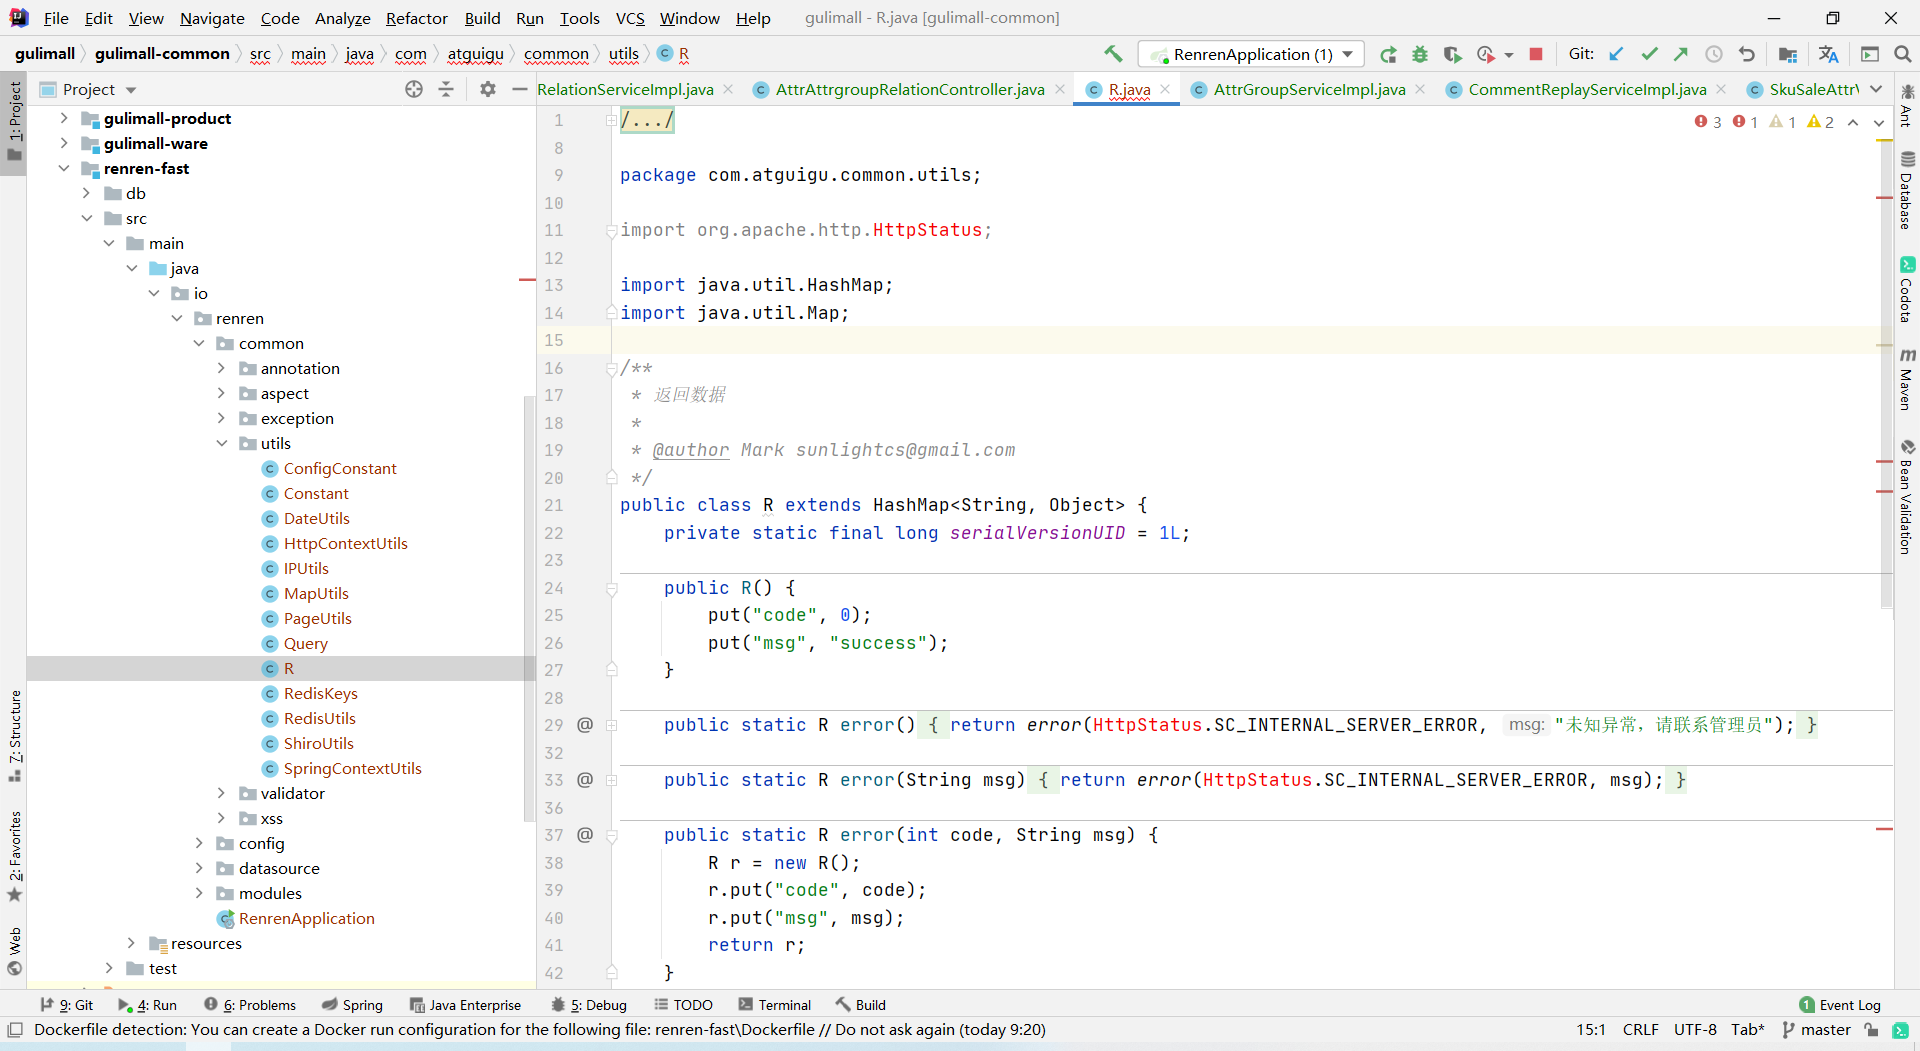 File Edit View Navigate Code Analyze Refactor Build Run Tools VCS Window Help gulimall - R.java [gulimall-common]
gulimall gulimall-common src main java com atguigu common utils C R RenrenApplication (1) Git:
1: Project
Project
RelationServiceImpl.java AttrAttrgroupRelationController.java R.java AttrGroupServiceImpl.java CommentReplayServiceImpl.java SkuSaleAttrV
gulimall-product
gulimall-ware
renren-fast
db
src
main
java
io
renren
common
annotation
aspect
exception
utils
ConfigConstant
Constant
DateUtils
HttpContextUtils
IPUtils
MapUtils
PageUtils
Query
R
RedisKeys
RedisUtils
ShiroUtils
SpringContextUtils
validator
xss
config
datasource
modules
RenrenApplication
resources
test
7: Structure
2: Favorites
Web
3 1 1 2
1 /.../
8
9 package com.atguigu.common.utils;
10
11 import org.apache.http.HttpStatus;
12
13 import java.util.HashMap;
14 import java.util.Map;
15
16 /**
17 * 返回数据
18 *
19 * @author Mark sunlightcs@gmail.com
20 */
21 public class R extends HashMap<String, Object> {
22 private static final long serialVersionUID = 1L;
23
24 public R() {
25 put("code", 0);
26 put("msg", "success");
27 }
28
29 @ public static R error() { return error(HttpStatus.SC_INTERNAL_SERVER_ERROR, msg: "未知异常，请联系管理员"); }
32
33 @ public static R error(String msg) { return error(HttpStatus.SC_INTERNAL_SERVER_ERROR, msg); }
36
37 @ public static R error(int code, String msg) {
38 R r = new R();
39 r.put("code", code);
40 r.put("msg", msg);
41 return r;
42 }
Ant
Database
Codota
m Maven
Bean Validation
9: Git 4: Run 6: Problems Spring Java Enterprise 5: Debug TODO Terminal Build 1 Event Log
Dockerfile detection: You can create a Docker run configuration for the following file: renren-fast\Dockerfile // Do not ask again (today 9:20) 15:1 CRLF UTF-8 Tab* master